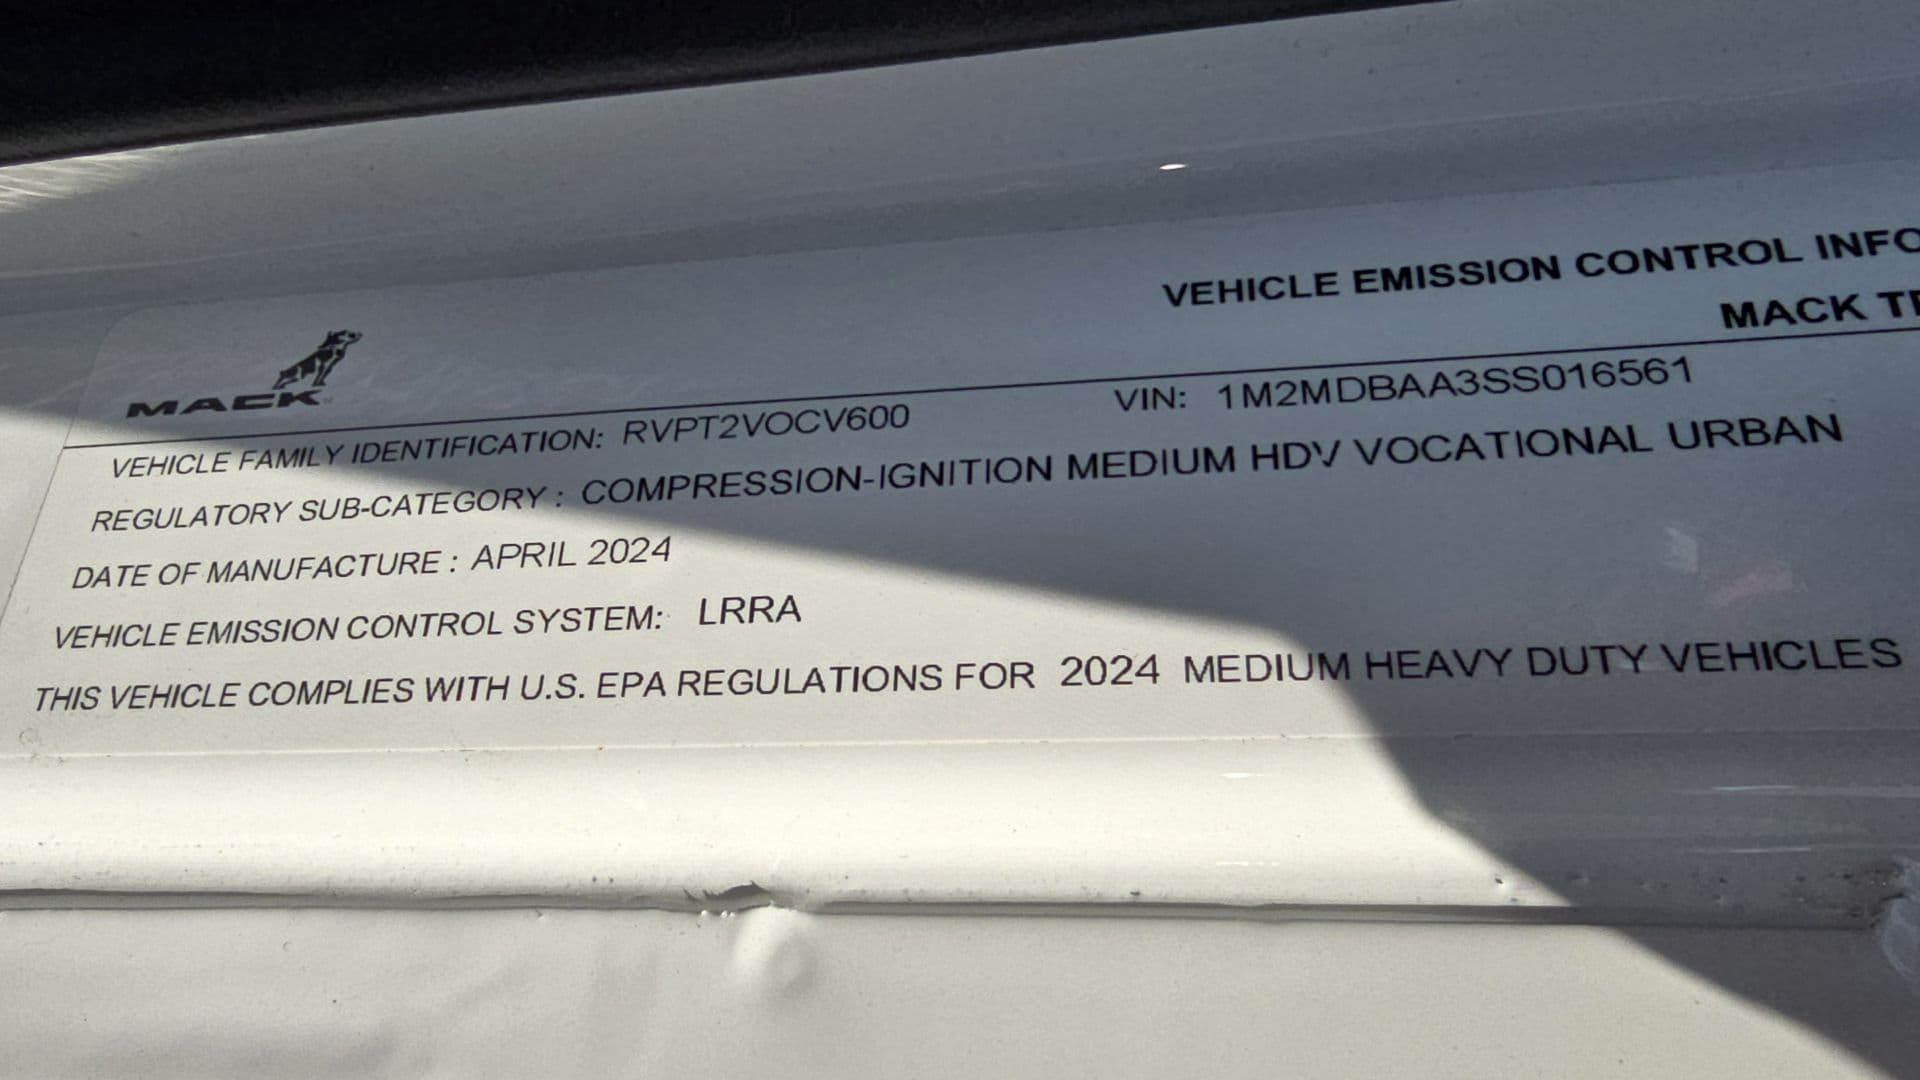 VEHICLE EMISSION CONTROL INFO
MACK TR
MACK
VEHICLE FAMILY IDENTIFICATION: RVPT2VOCV600 VIN: 1M2MDBAA3SS016561
REGULATORY SUB-CATEGORY : COMPRESSION-IGNITION MEDIUM HDV VOCATIONAL URBAN
DATE OF MANUFACTURE : APRIL 2024
VEHICLE EMISSION CONTROL SYSTEM: LRRA
THIS VEHICLE COMPLIES WITH U.S. EPA REGULATIONS FOR 2024 MEDIUM HEAVY DUTY VEHICLES